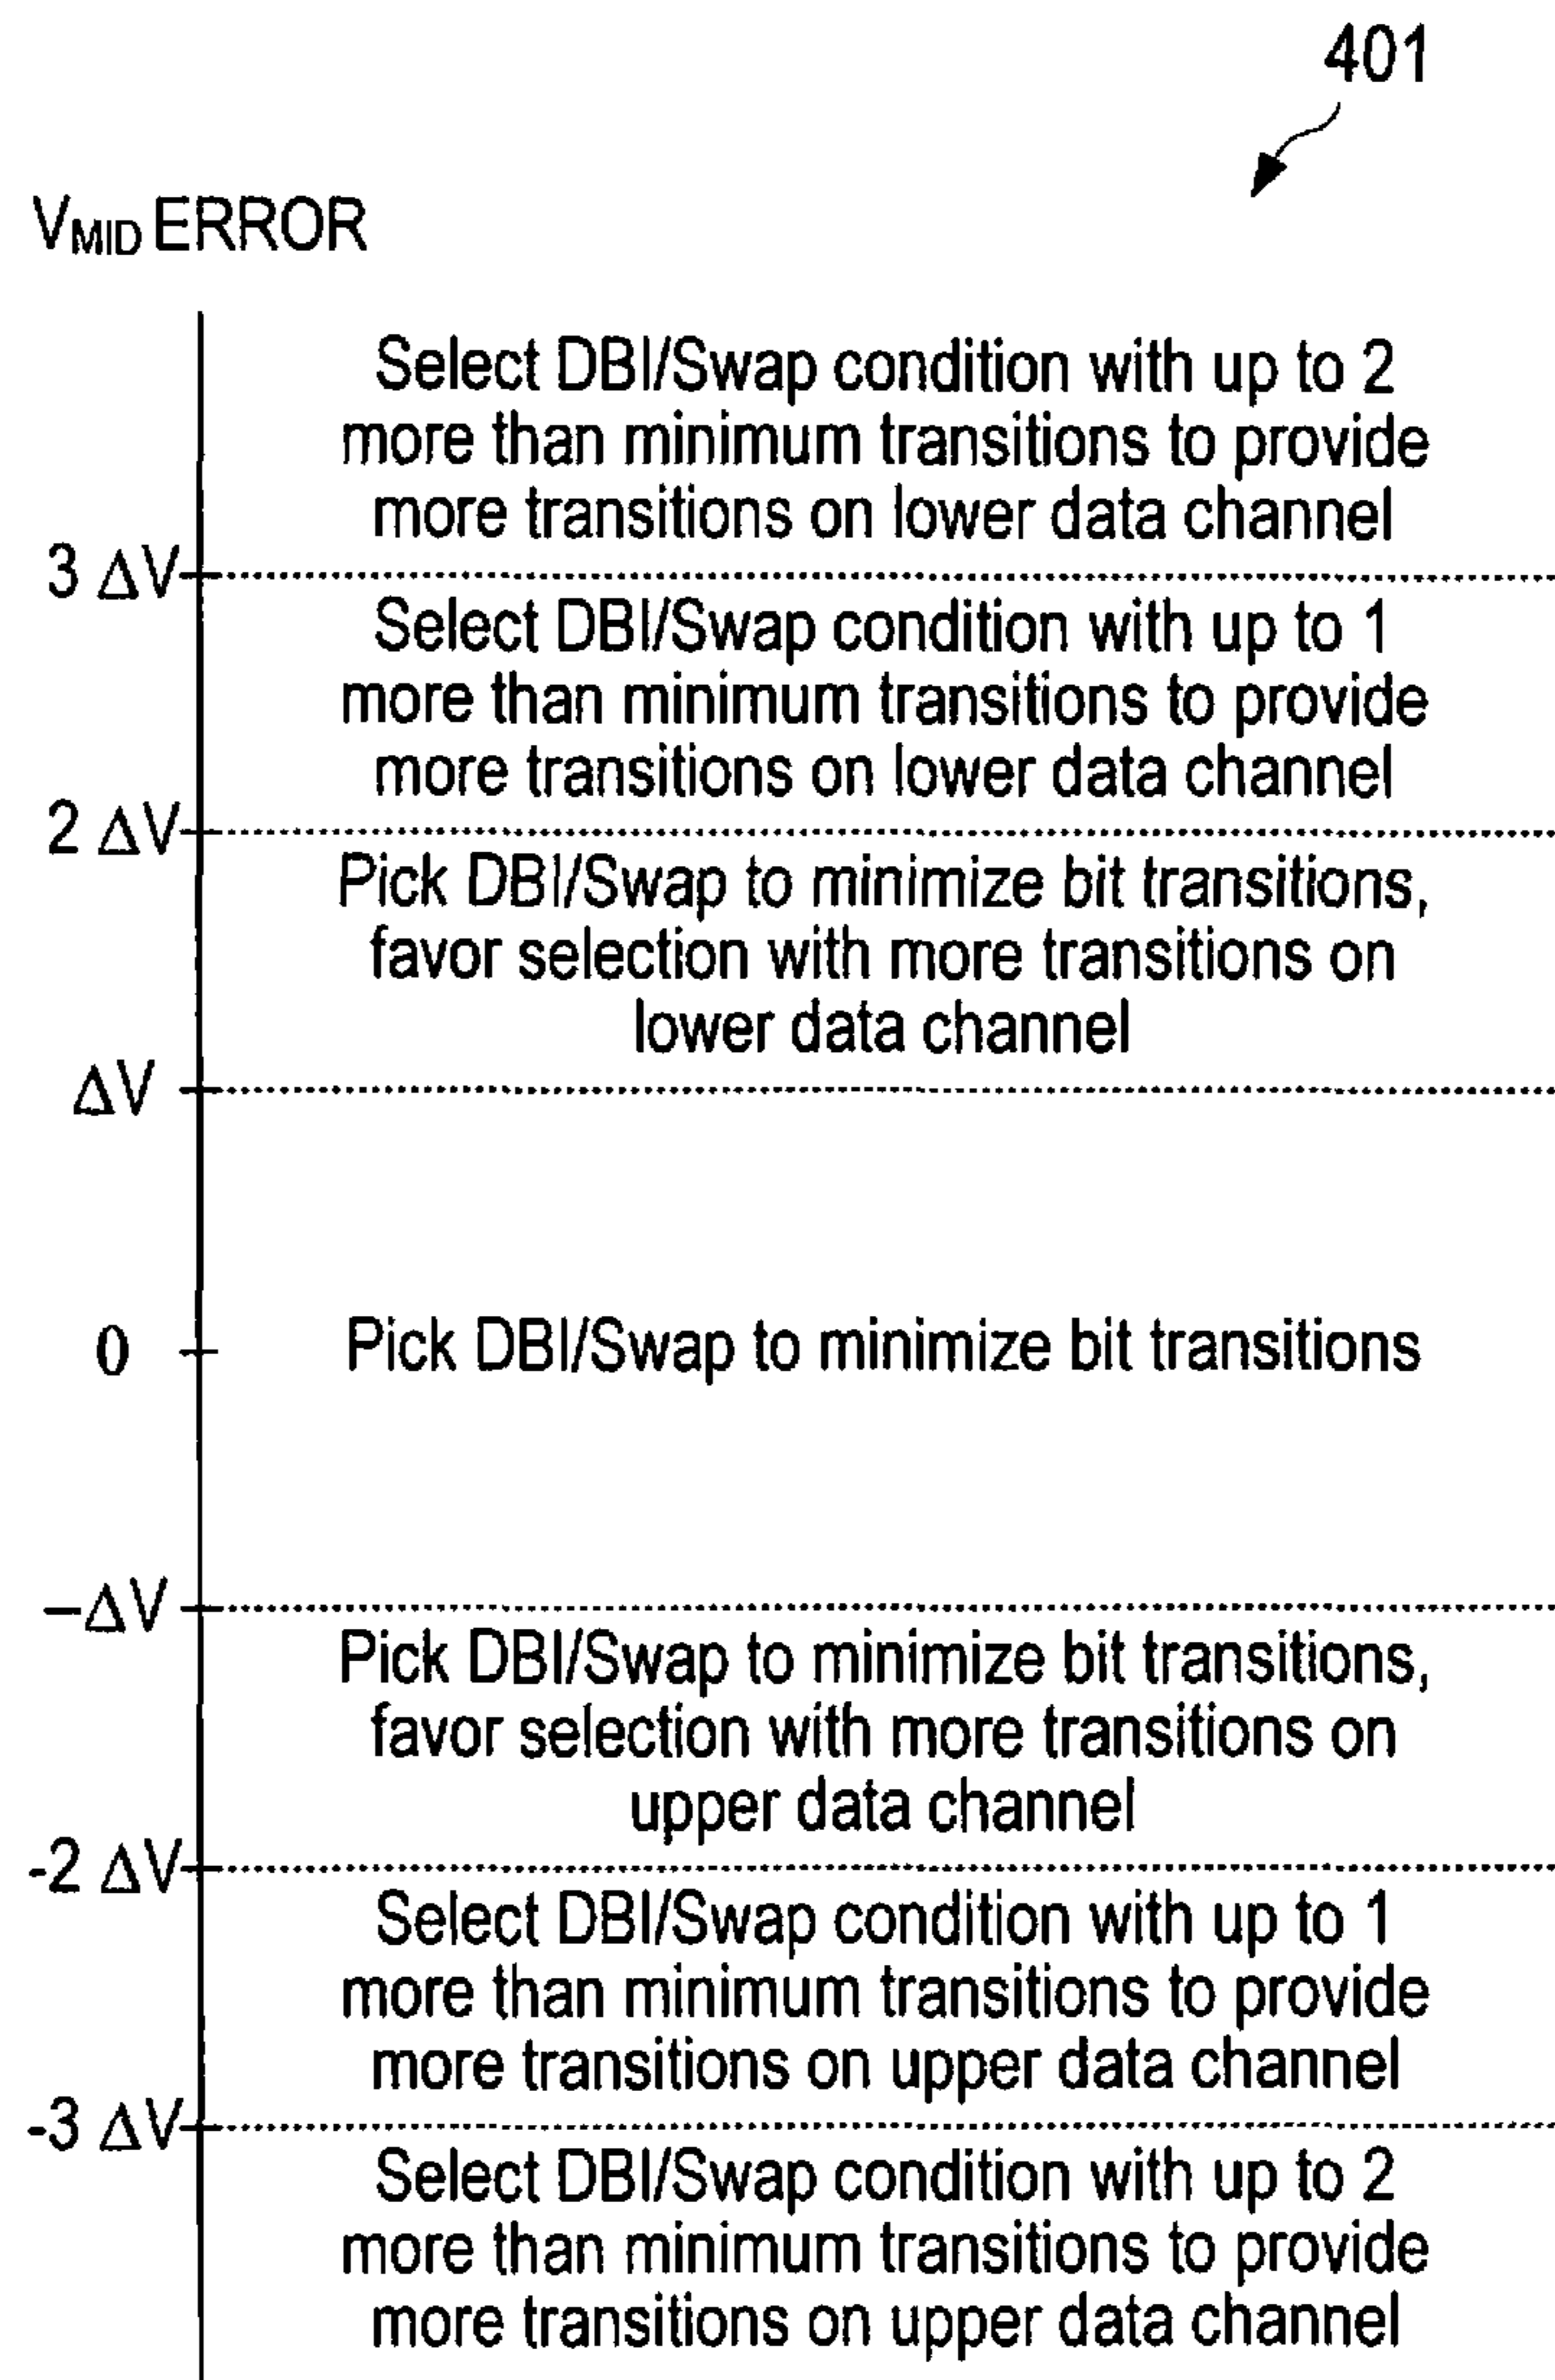 401
VMID ERROR
Select DBI/Swap condition with up to 2
more than minimum transitions to provide
more transitions on lower data channel
3 ΔV
Select DBI/Swap condition with up to 1
more than minimum transitions to provide
more transitions on lower data channel
2 ΔV
Pick DBI/Swap to minimize bit transitions,
favor selection with more transitions on
lower data channel
ΔV
0 Pick DBI/Swap to minimize bit transitions
–ΔV
Pick DBI/Swap to minimize bit transitions,
favor selection with more transitions on
upper data channel
-2 ΔV
Select DBI/Swap condition with up to 1
more than minimum transitions to provide
more transitions on upper data channel
-3 ΔV
Select DBI/Swap condition with up to 2
more than minimum transitions to provide
more transitions on upper data channel